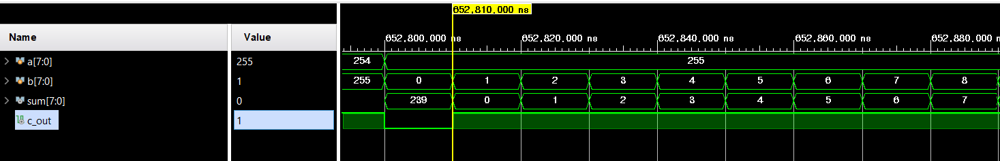 652,810.000 ns
Name Value 652,800.000 ns 652,820.000 ns 652,840.000 ns 652,860.000 ns 652,880.000 ns
a[7:0] 255 254 255
b[7:0] 1 255 0 1 2 3 4 5 6 7 8
sum[7:0] 0 239 0 1 2 3 4 5 6 7
c_out 1